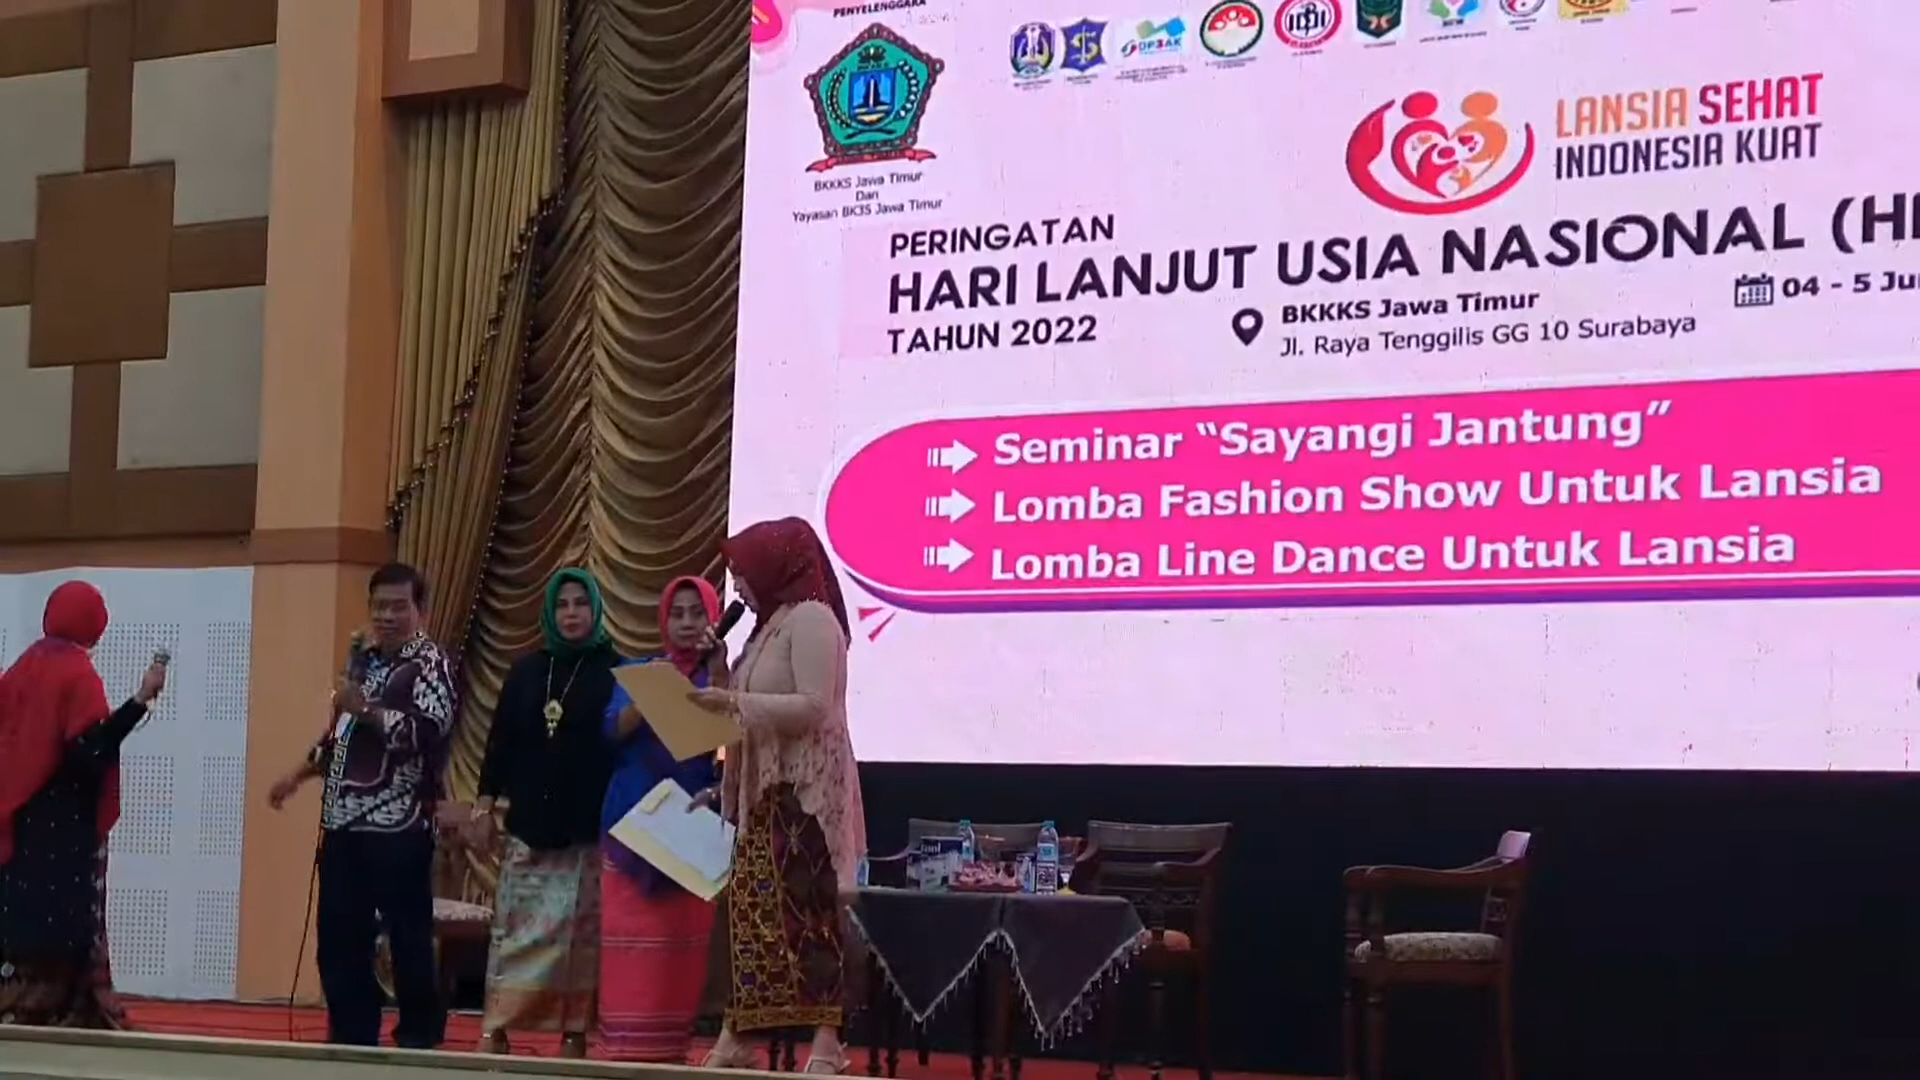 PENYELENGGARA
DP3AK
BKKKS Jawa Timur
Dan
Yayasan BK3S Jawa Timur
LANSIA SEHAT
INDONESIA KUAT
PERINGATAN
HARI LANJUT USIA NASIONAL (H
TAHUN 2022
BKKKS Jawa Timur
Jl. Raya Tenggilis GG 10 Surabaya
04 - 5 Ju
Seminar “Sayangi Jantung”
Lomba Fashion Show Untuk Lansia
Lomba Line Dance Untuk Lansia